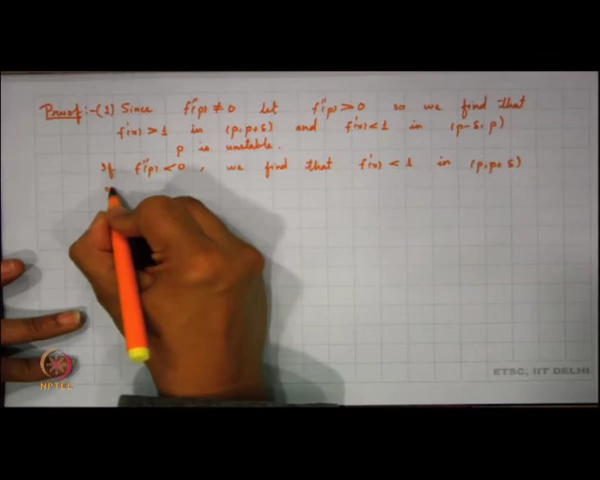 Proof:-(1) Since f''(p) ≠ 0 let f''(p) > 0 so we find that
f'(x) > 1 in (p, p+δ) and f'(x) < 1 in (p-δ, p)
p is unstable.
If f''(p) < 0, we find that f'(x) < 1 in (p, p+δ)
NPTEL
ETSC, IIT DELHI